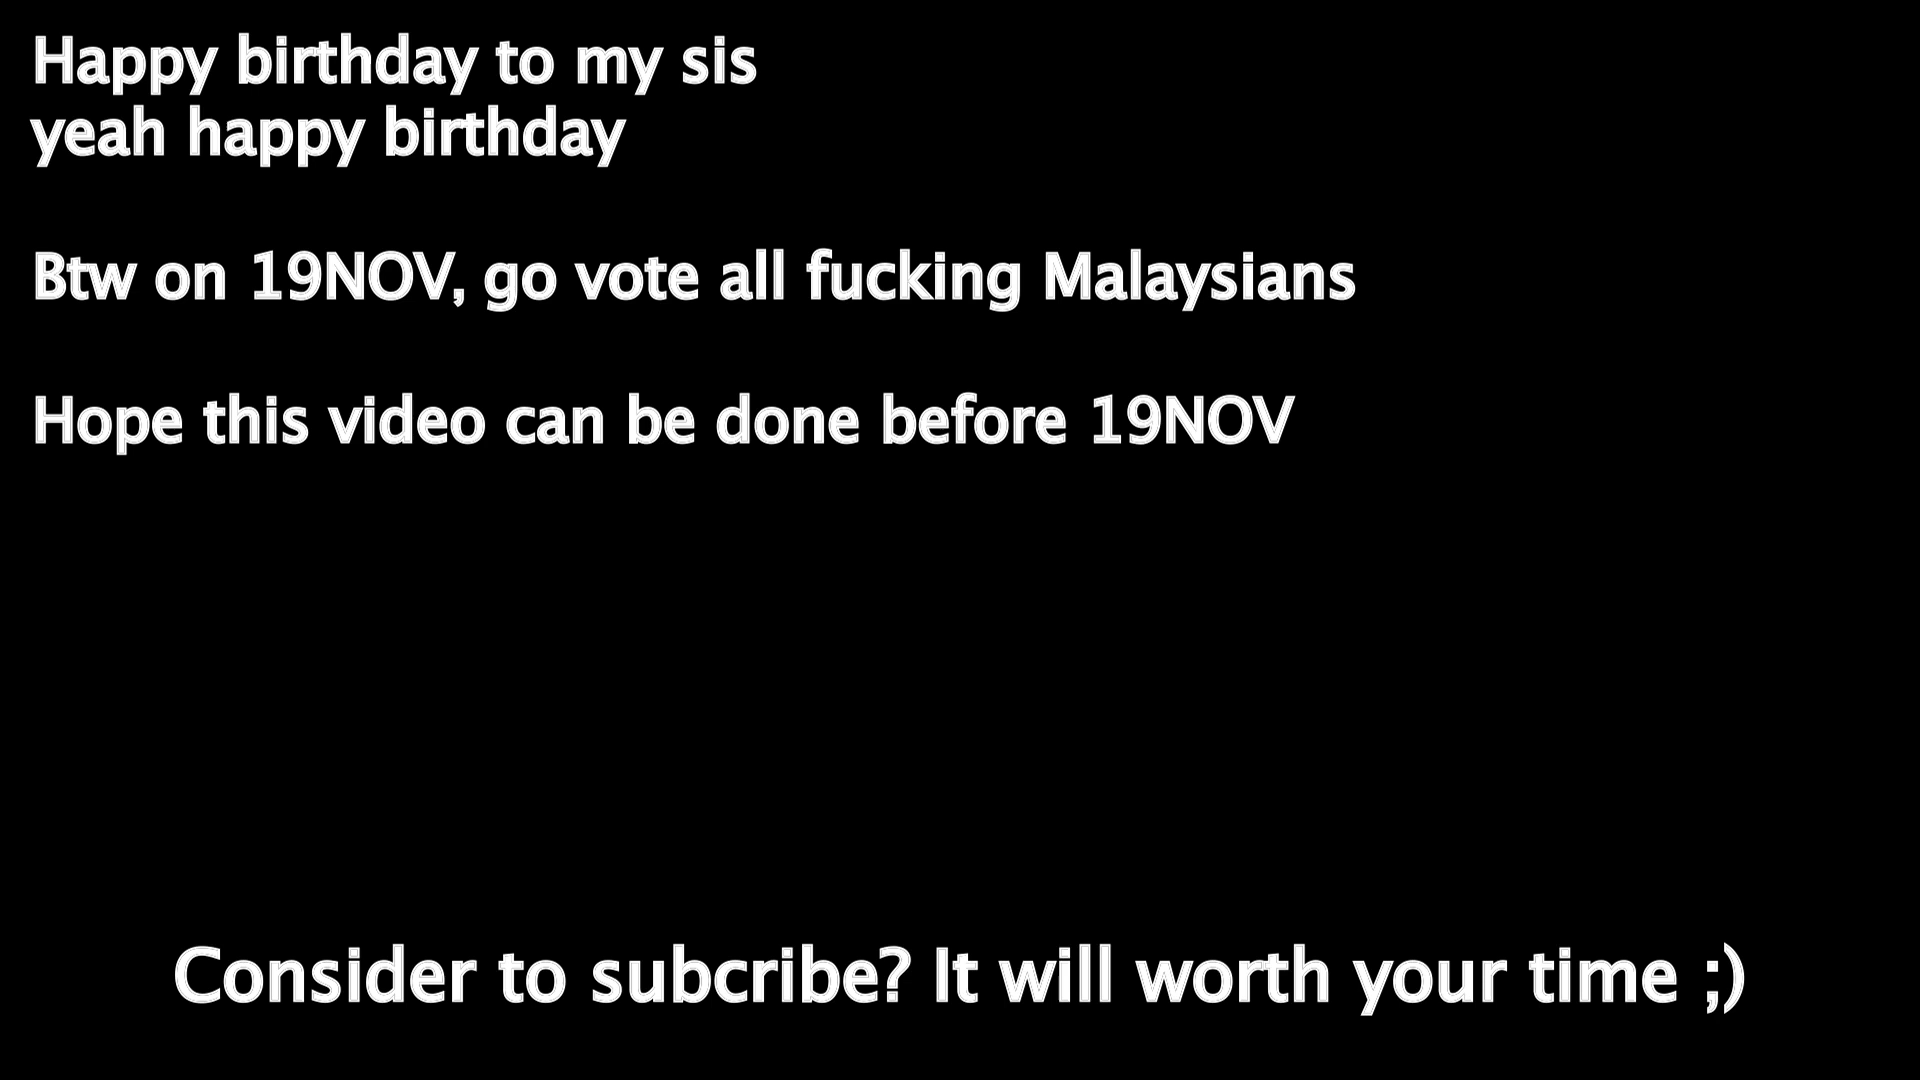 Happy birthday to my sis
yeah happy birthday
Btw on 19NOV, go vote all fucking Malaysians
Hope this video can be done before 19NOV
Consider to subcribe? It will worth your time ;)